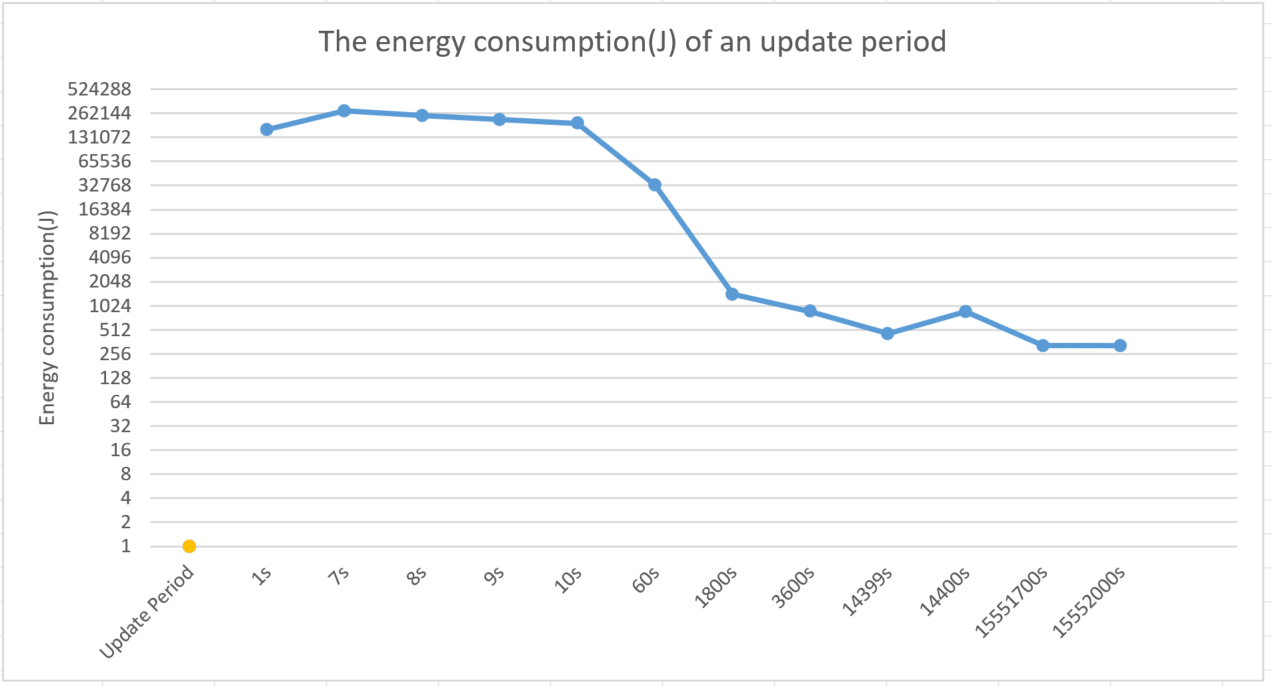 The energy consumption(J) of an update period
Energy consumption(J)
524288
262144
131072
65536
32768
16384
8192
4096
2048
1024
512
256
128
64
32
16
8
4
2
1
Update Period
1s
7s
8s
9s
10s
60s
1800s
3600s
14399s
14400s
15551700s
15552000s